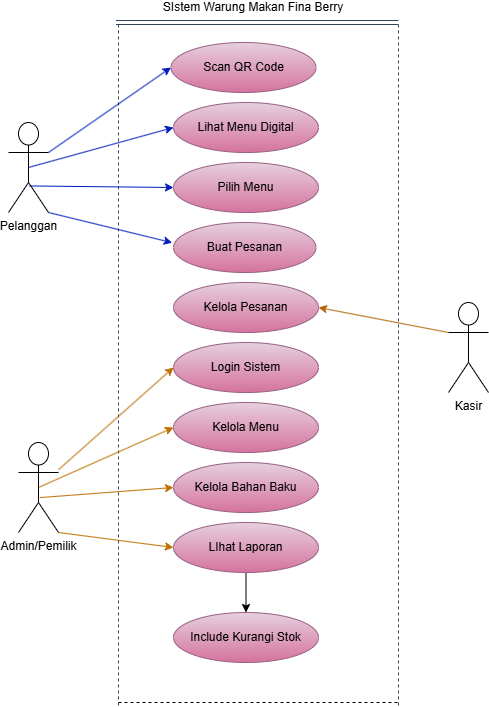 SIstem Warung Makan Fina Berry
Scan QR Code
Lihat Menu Digital
Pilih Menu
Pelanggan
Buat Pesanan
Kelola Pesanan
Login Sistem
Kasir
Kelola Menu
Kelola Bahan Baku
Admin/Pemilik
LIhat Laporan
Include Kurangi Stok